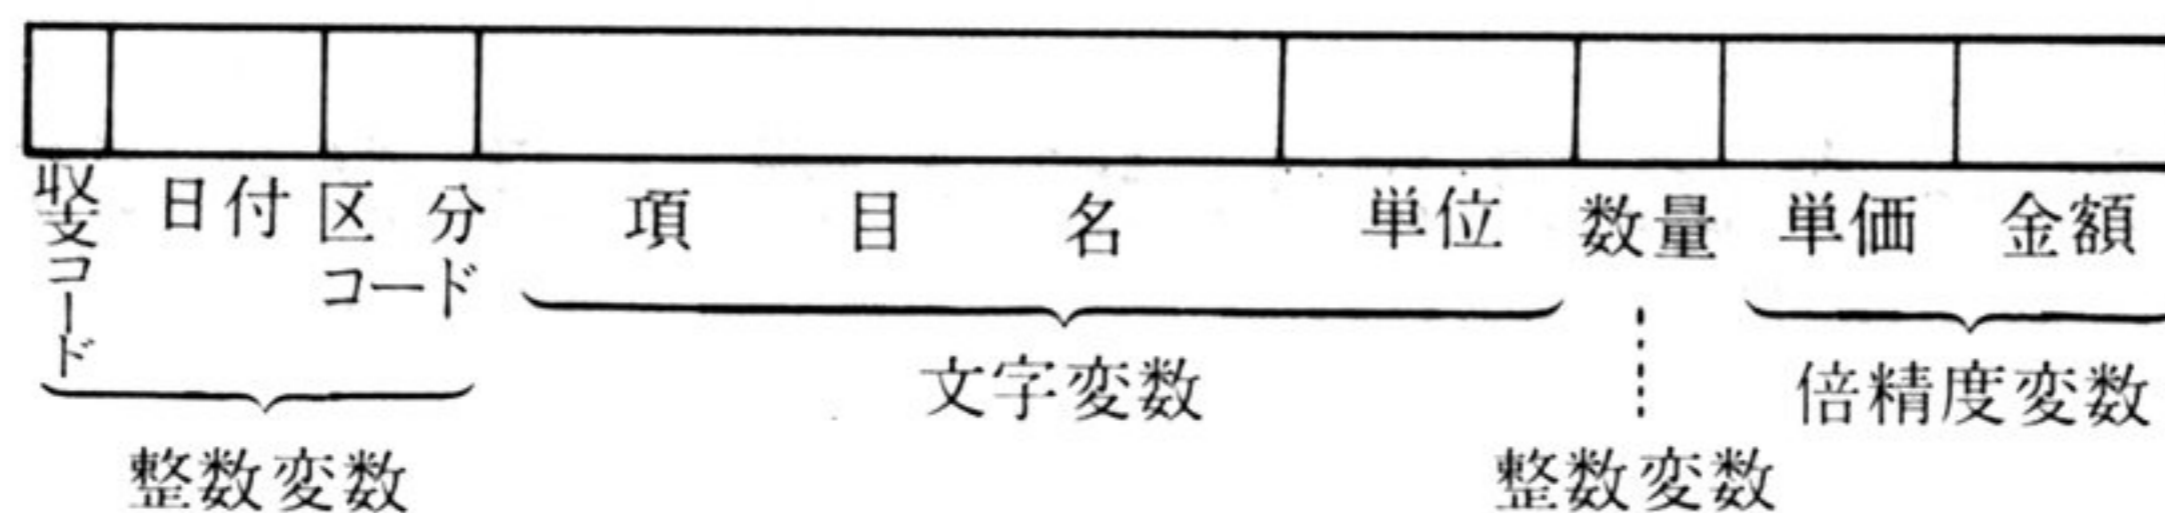 収支コード 日付 区分コード 項目名 単位 数量 単価 金額
文字変数 倍精度変数
整数変数 整数変数